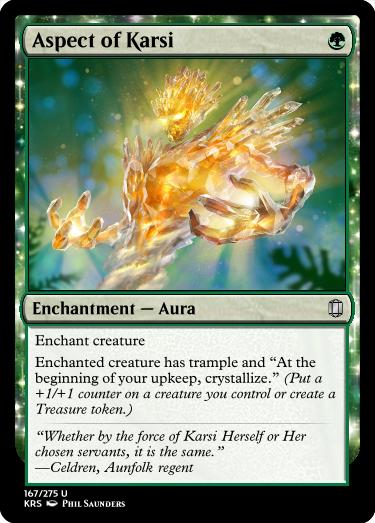 Aspect of Karsi
Enchantment — Aura
Enchant creature
Enchanted creature has trample and “At the
beginning of your upkeep, crystallize.” (Put a
+1/+1 counter on a creature you control or create a
Treasure token.)
“Whether by the force of Karsi Herself or Her
chosen servants, it is the same.”
—Celdren, Aunfolk regent
167/275 U
KRS Phil Saunders